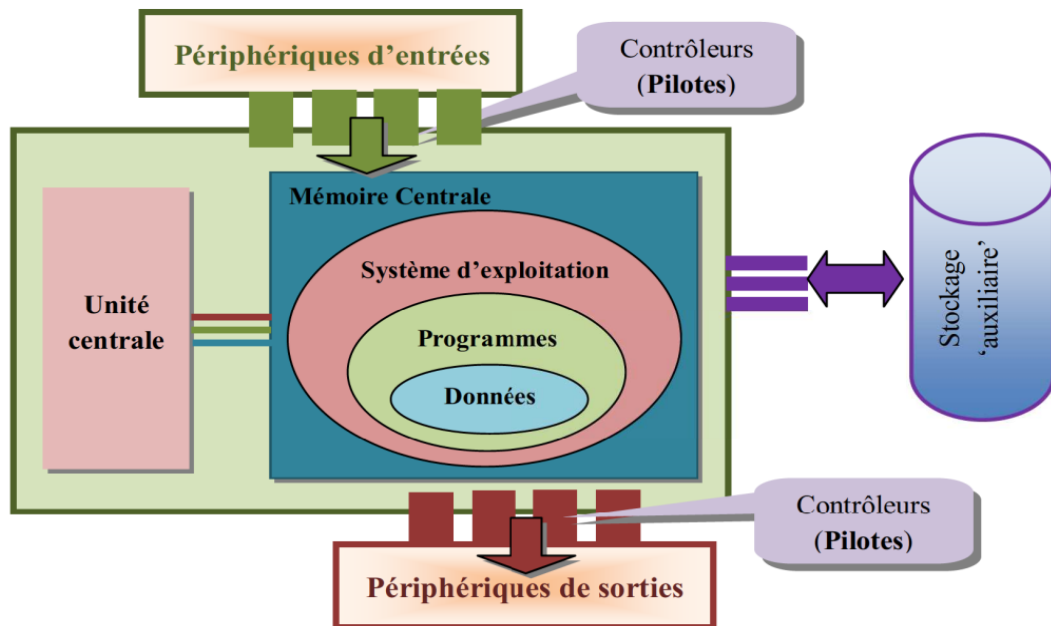 Périphériques d'entrées
Contrôleurs
(Pilotes)
Mémoire Centrale
Système d'exploitation
Unité
centrale
Programmes
Données
Stockage
'auxiliaire'
Contrôleurs
(Pilotes)
Périphériques de sorties